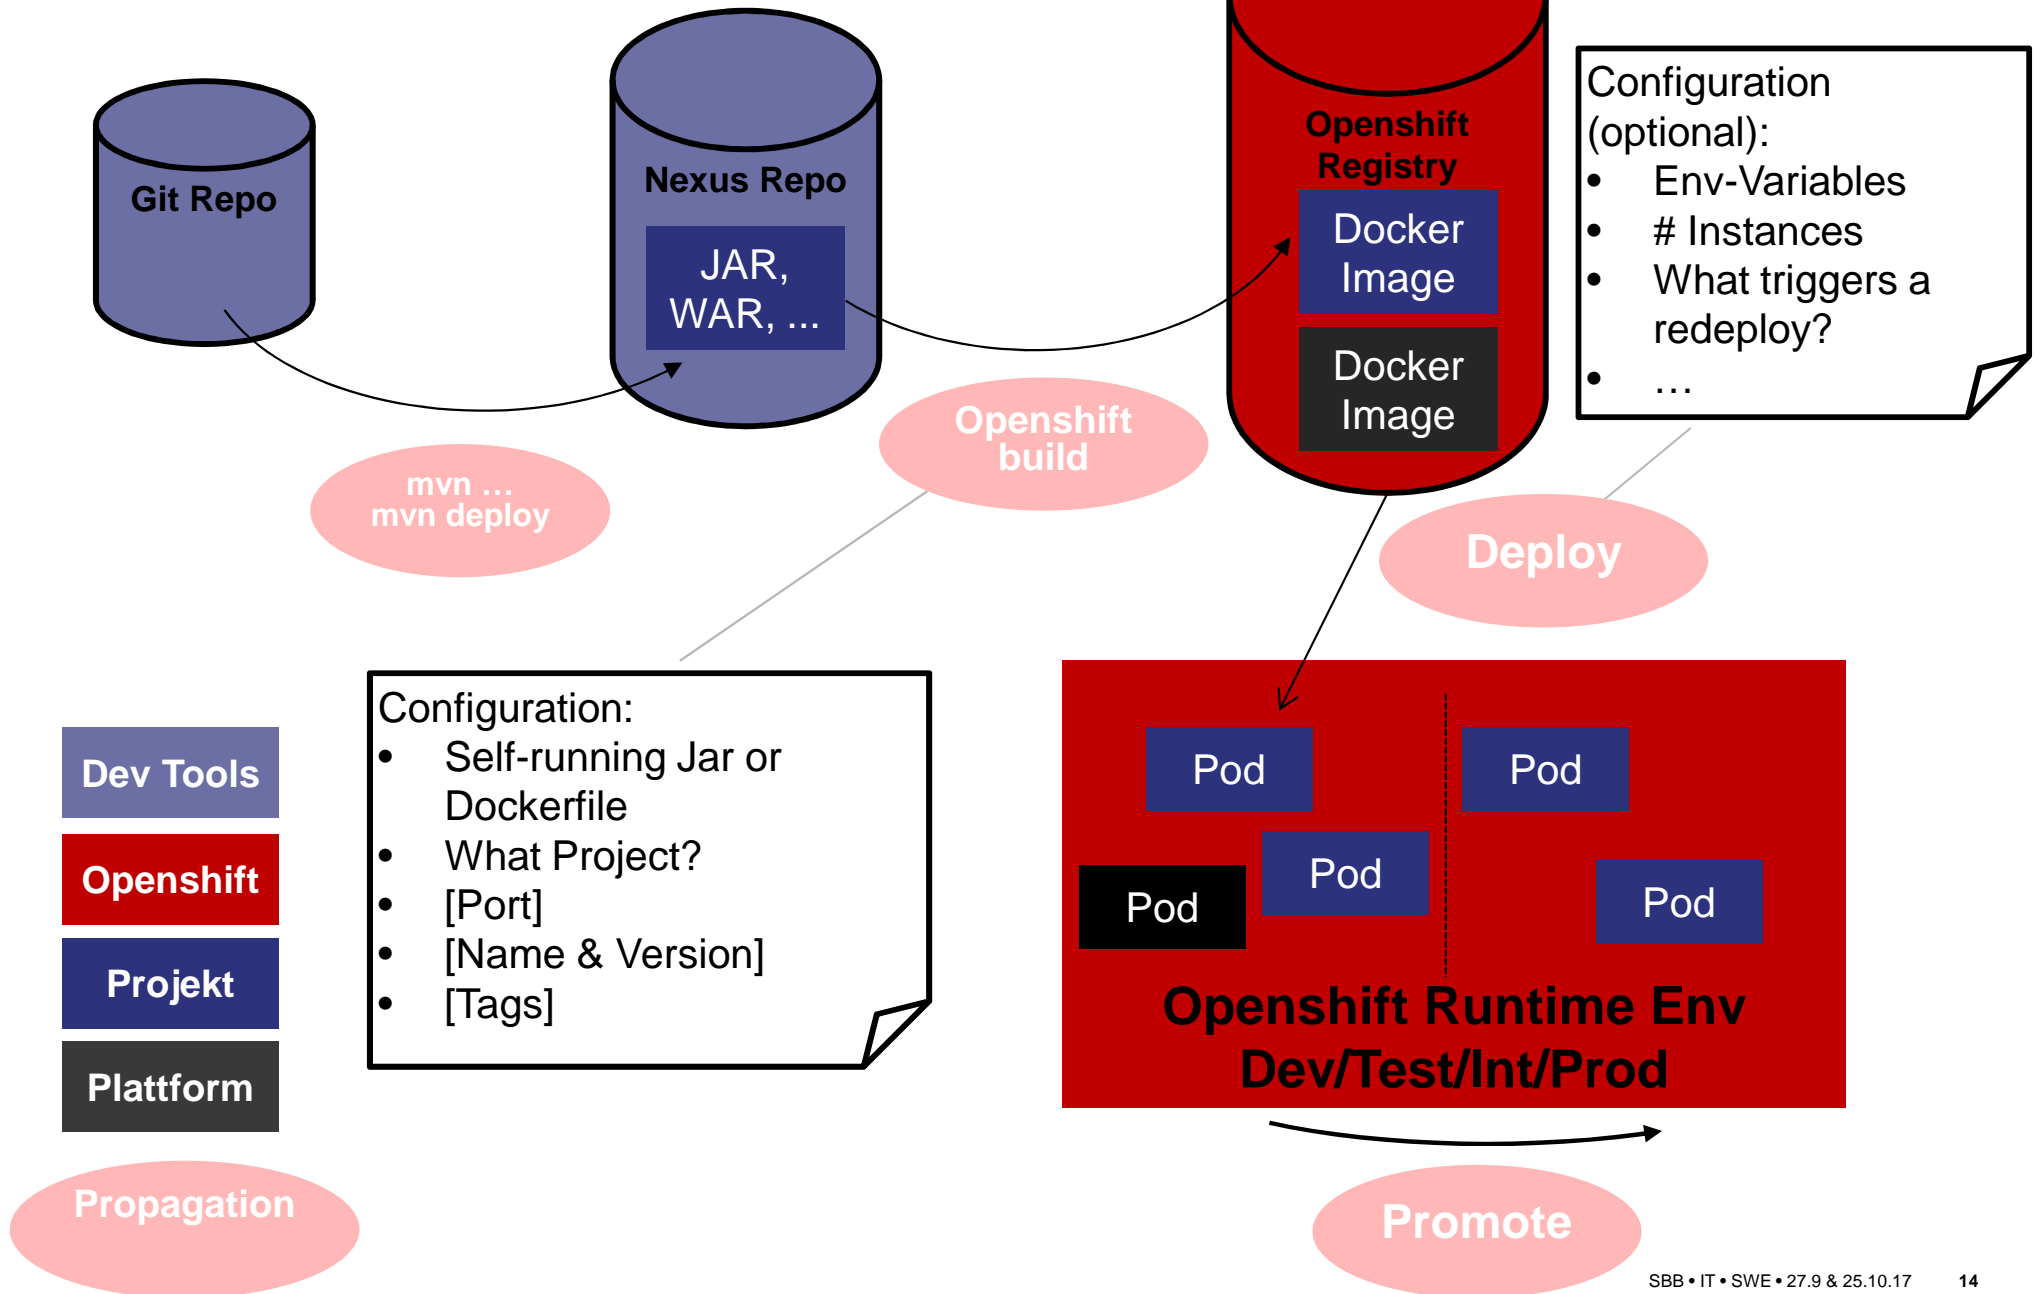 Git Repo
Nexus Repo
JAR,
WAR, ...
Openshift
Registry
Docker
Image
Docker
Image
Configuration
(optional):
• Env-Variables
• # Instances
• What triggers a
redeploy?
• …
mvn …
mvn deploy
Openshift
build
Deploy
Configuration:
• Self-running Jar or
Dockerfile
• What Project?
• [Port]
• [Name & Version]
• [Tags]
Dev Tools
Openshift
Projekt
Plattform
Propagation
Pod
Pod
Pod
Pod
Pod
Openshift Runtime Env
Dev/Test/Int/Prod
Promote
SBB • IT • SWE • 27.9 & 25.10.17 14